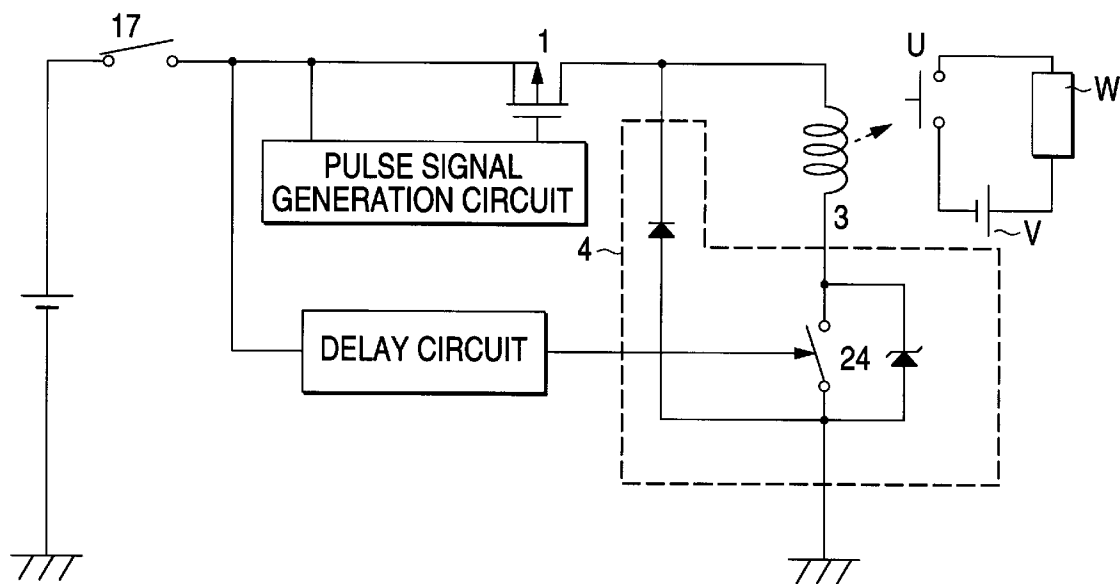 17
1
U
W
PULSE SIGNAL
GENERATION CIRCUIT
3
V
4
DELAY CIRCUIT
24